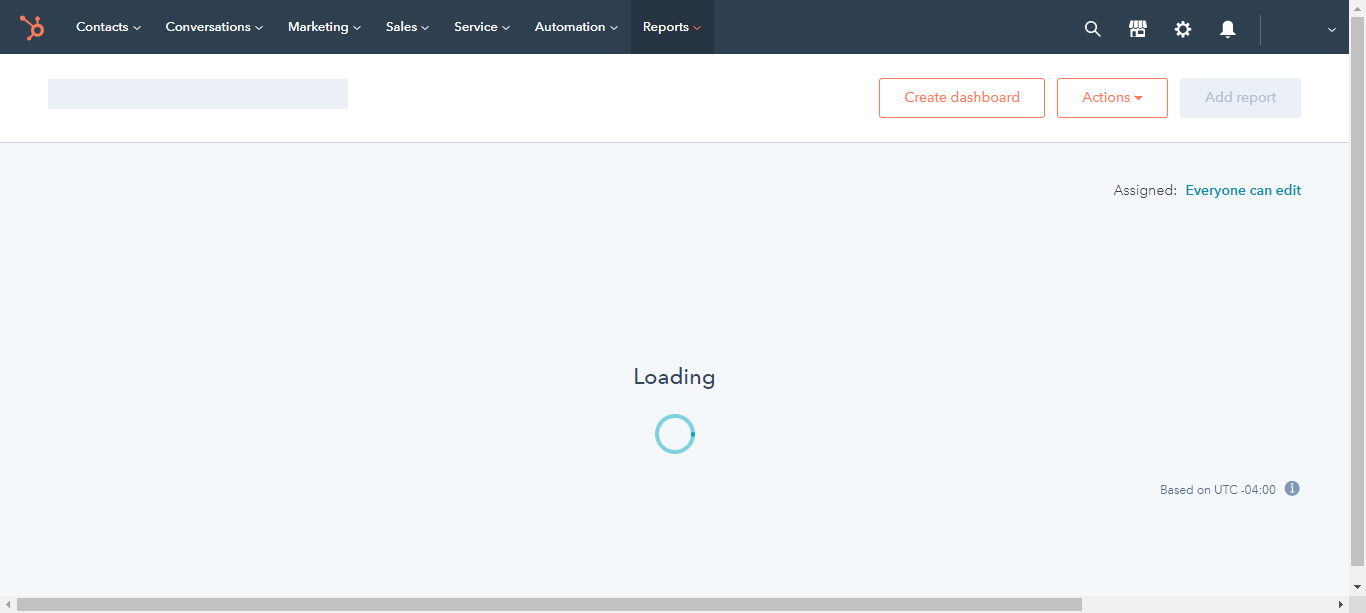 Contacts Conversations Marketing Sales Service Automation Reports
Create dashboard Actions Add report
Assigned: Everyone can edit
Loading
Based on UTC -04:00